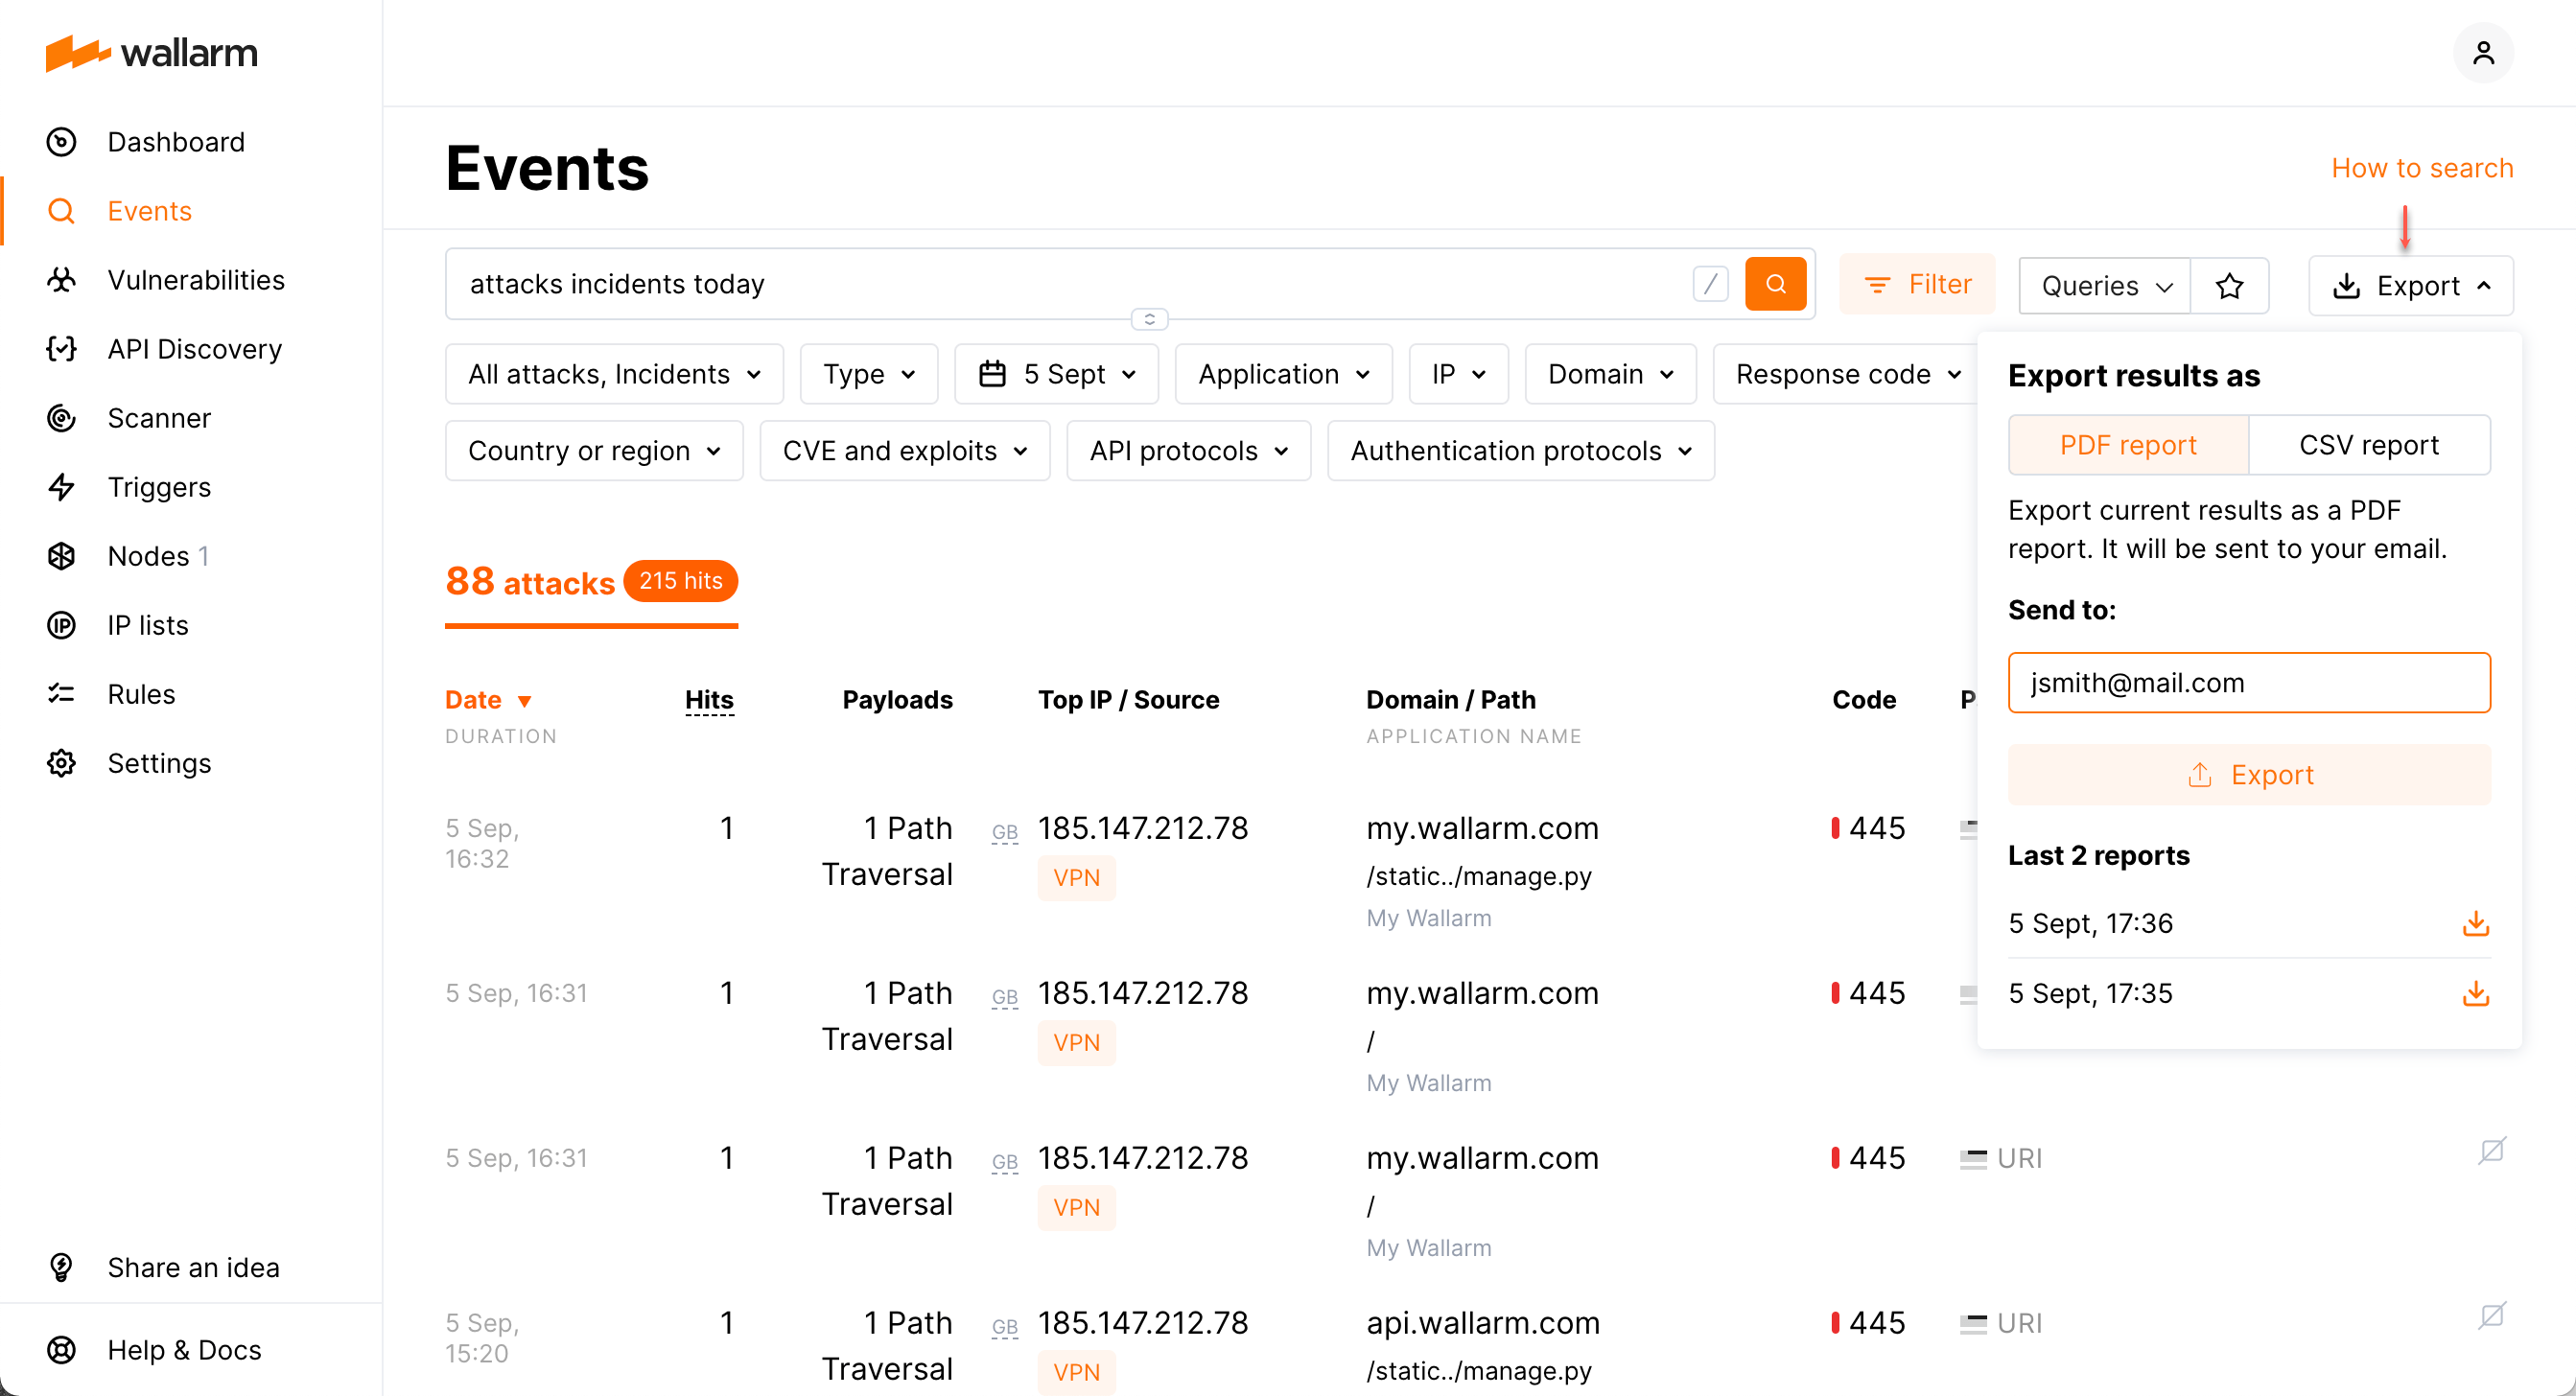 wallarm
Dashboard
Events
Vulnerabilities
API Discovery
Scanner
Triggers
Nodes 1
IP lists
Rules
Settings
Share an idea
Help & Docs
Events
How to search
attacks incidents today
/
Filter
Queries
Export
All attacks, Incidents
Type
5 Sept
Application
IP
Domain
Response code
Country or region
CVE and exploits
API protocols
Authentication protocols
88 attacks 215 hits
Date Hits Payloads Top IP / Source Domain / Path Code
DURATION APPLICATION NAME
5 Sep, 1 1 Path GB 185.147.212.78 my.wallarm.com 445
16:32 Traversal VPN /static../manage.py
My Wallarm
5 Sep, 16:31 1 1 Path GB 185.147.212.78 my.wallarm.com 445
Traversal VPN /
My Wallarm
5 Sep, 16:31 1 1 Path GB 185.147.212.78 my.wallarm.com 445 URI
Traversal VPN /
My Wallarm
5 Sep, 1 1 Path GB 185.147.212.78 api.wallarm.com 445 URI
15:20 Traversal VPN /static../manage.py
Export results as
PDF report
CSV report
Export current results as a PDF
report. It will be sent to your email.
Send to:
jsmith@mail.com
Export
Last 2 reports
5 Sept, 17:36
5 Sept, 17:35